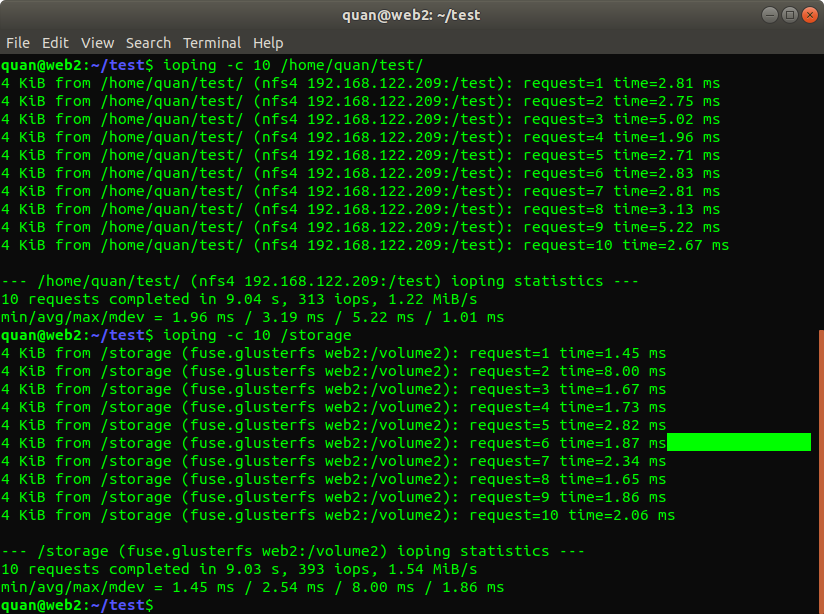 quan@web2: ~/test
File Edit View Search Terminal Help
quan@web2:~/test$ ioping -c 10 /home/quan/test/
4 KiB from /home/quan/test/ (nfs4 192.168.122.209:/test): request=1 time=2.81 ms
4 KiB from /home/quan/test/ (nfs4 192.168.122.209:/test): request=2 time=2.75 ms
4 KiB from /home/quan/test/ (nfs4 192.168.122.209:/test): request=3 time=5.02 ms
4 KiB from /home/quan/test/ (nfs4 192.168.122.209:/test): request=4 time=1.96 ms
4 KiB from /home/quan/test/ (nfs4 192.168.122.209:/test): request=5 time=2.71 ms
4 KiB from /home/quan/test/ (nfs4 192.168.122.209:/test): request=6 time=2.83 ms
4 KiB from /home/quan/test/ (nfs4 192.168.122.209:/test): request=7 time=2.81 ms
4 KiB from /home/quan/test/ (nfs4 192.168.122.209:/test): request=8 time=3.13 ms
4 KiB from /home/quan/test/ (nfs4 192.168.122.209:/test): request=9 time=5.22 ms
4 KiB from /home/quan/test/ (nfs4 192.168.122.209:/test): request=10 time=2.67 ms
--- /home/quan/test/ (nfs4 192.168.122.209:/test) ioping statistics ---
10 requests completed in 9.04 s, 313 iops, 1.22 MiB/s
min/avg/max/mdev = 1.96 ms / 3.19 ms / 5.22 ms / 1.01 ms
quan@web2:~/test$ ioping -c 10 /storage
4 KiB from /storage (fuse.glusterfs web2:/volume2): request=1 time=1.45 ms
4 KiB from /storage (fuse.glusterfs web2:/volume2): request=2 time=8.00 ms
4 KiB from /storage (fuse.glusterfs web2:/volume2): request=3 time=1.67 ms
4 KiB from /storage (fuse.glusterfs web2:/volume2): request=4 time=1.73 ms
4 KiB from /storage (fuse.glusterfs web2:/volume2): request=5 time=2.82 ms
4 KiB from /storage (fuse.glusterfs web2:/volume2): request=6 time=1.87 ms
4 KiB from /storage (fuse.glusterfs web2:/volume2): request=7 time=2.34 ms
4 KiB from /storage (fuse.glusterfs web2:/volume2): request=8 time=1.65 ms
4 KiB from /storage (fuse.glusterfs web2:/volume2): request=9 time=1.86 ms
4 KiB from /storage (fuse.glusterfs web2:/volume2): request=10 time=2.06 ms
--- /storage (fuse.glusterfs web2:/volume2) ioping statistics ---
10 requests completed in 9.03 s, 393 iops, 1.54 MiB/s
min/avg/max/mdev = 1.45 ms / 2.54 ms / 8.00 ms / 1.86 ms
quan@web2:~/test$